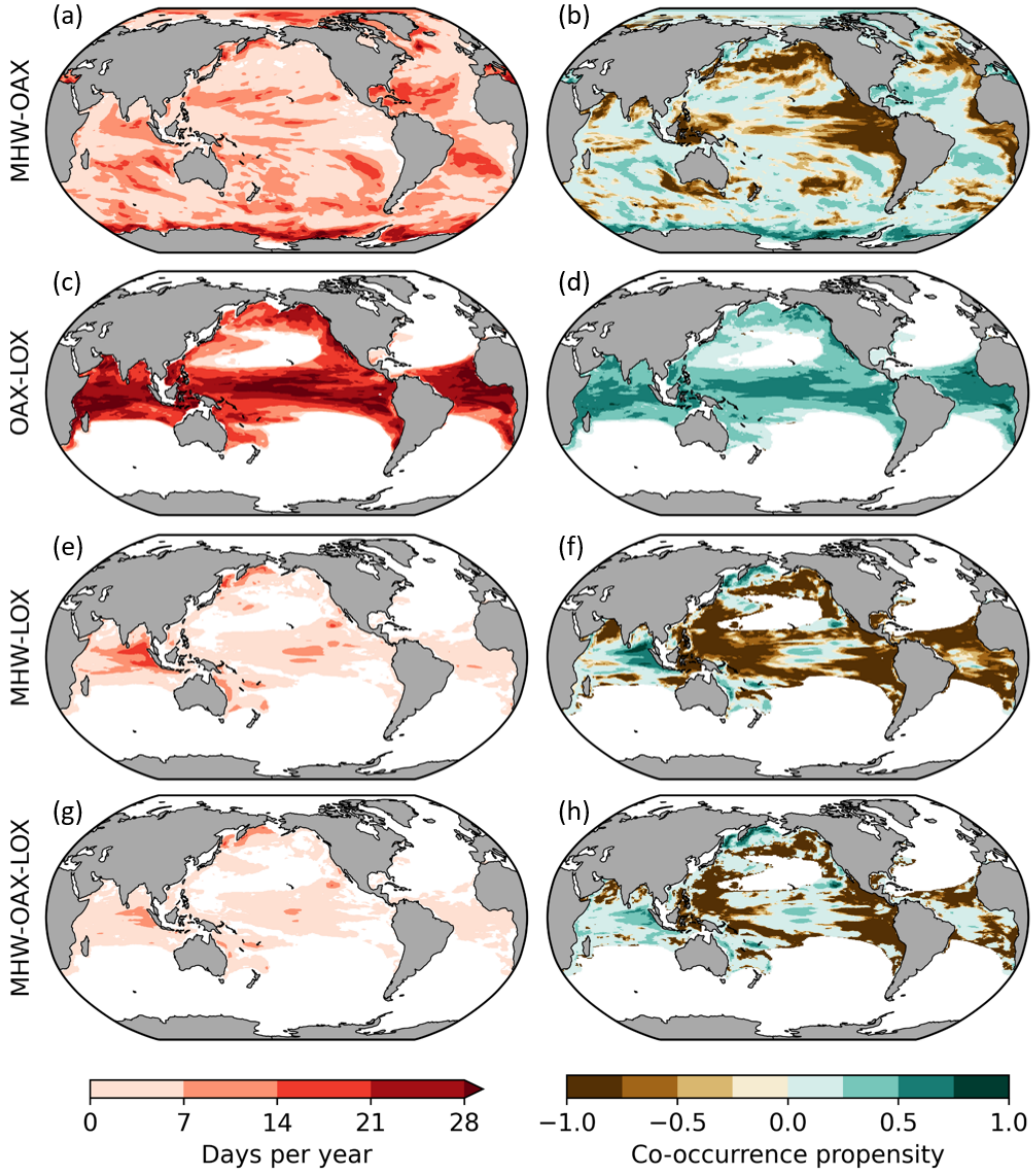 (a) (b)
MHW-OAX
(c) (d)
OAX-LOX
(e) (f)
MHW-LOX
(g) (h)
MHW-OAX-LOX
0 7 14 21 28
Days per year
−1.0 −0.5 0.0 0.5 1.0
Co-occurrence propensity